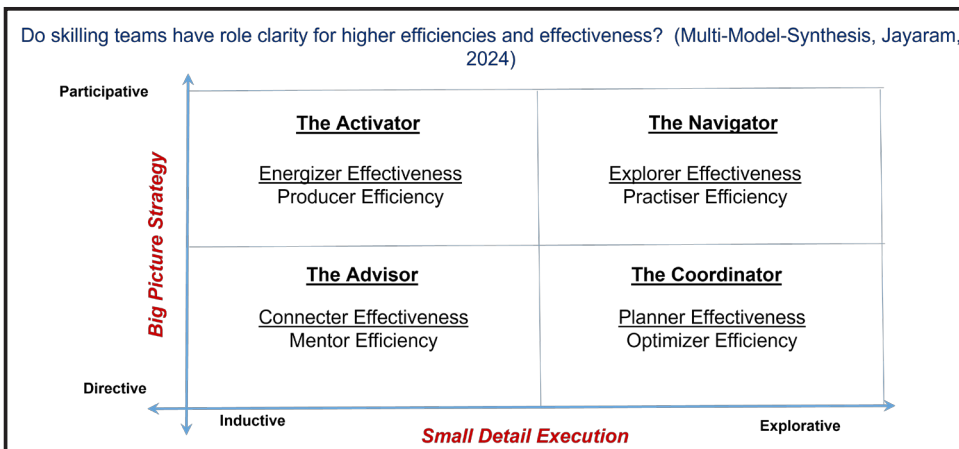 Do skilling teams have role clarity for higher efficiencies and effectiveness?  (Multi-Model-Synthesis, Jayaram,
2024)
Participative
Big Picture Strategy
The Activator
Energizer Effectiveness
Producer Efficiency
The Navigator
Explorer Effectiveness
Practiser Efficiency
The Advisor
Connecter Effectiveness
Mentor Efficiency
The Coordinator
Planner Effectiveness
Optimizer Efficiency
Directive
Inductive
Small Detail Execution
Explorative